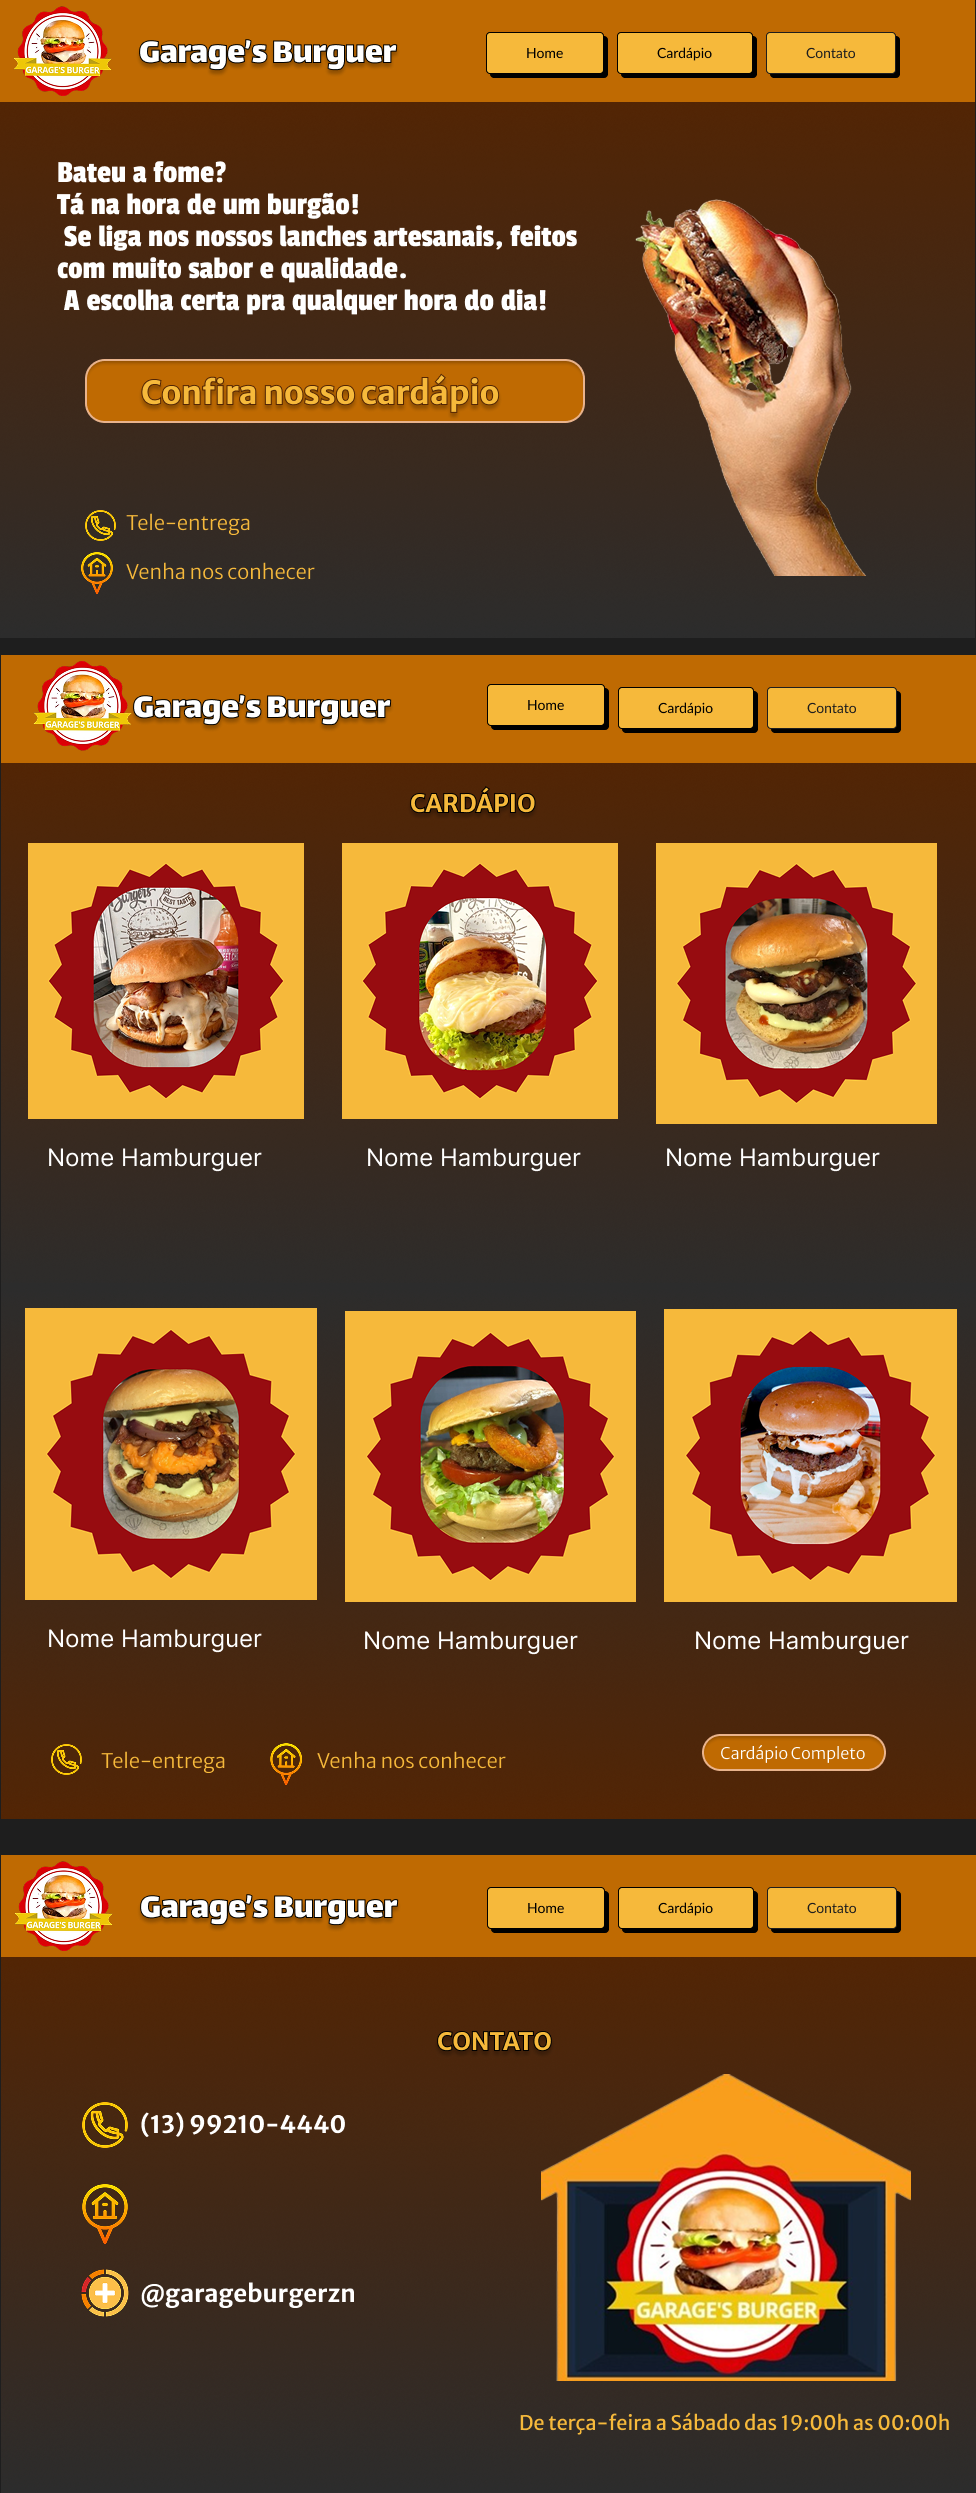 GARAGE'S BURGER
Garage's Burguer
Home
Cardápio
Contato
Bateu a fome?
Tá na hora de um burgão!
Se liga nos nossos lanches artesanais, feitos
com muito sabor e qualidade.
A escolha certa pra qualquer hora do dia!
Confira nosso cardápio
Tele-entrega
Venha nos conhecer
GARAGE'S BURGER
Garage's Burguer
Home
Cardápio
Contato
CARDÁPIO
Burgers
BEST TASTE
Nome Hamburguer
Nome Hamburguer
Nome Hamburguer
Nome Hamburguer
Nome Hamburguer
Nome Hamburguer
Tele-entrega
Venha nos conhecer
Cardápio Completo
GARAGE'S BURGER
Garage's Burguer
Home
Cardápio
Contato
CONTATO
(13) 99210-4440
@garageburgerzn
GARAGE'S BURGER
De terça-feira a Sábado das 19:00h as 00:00h